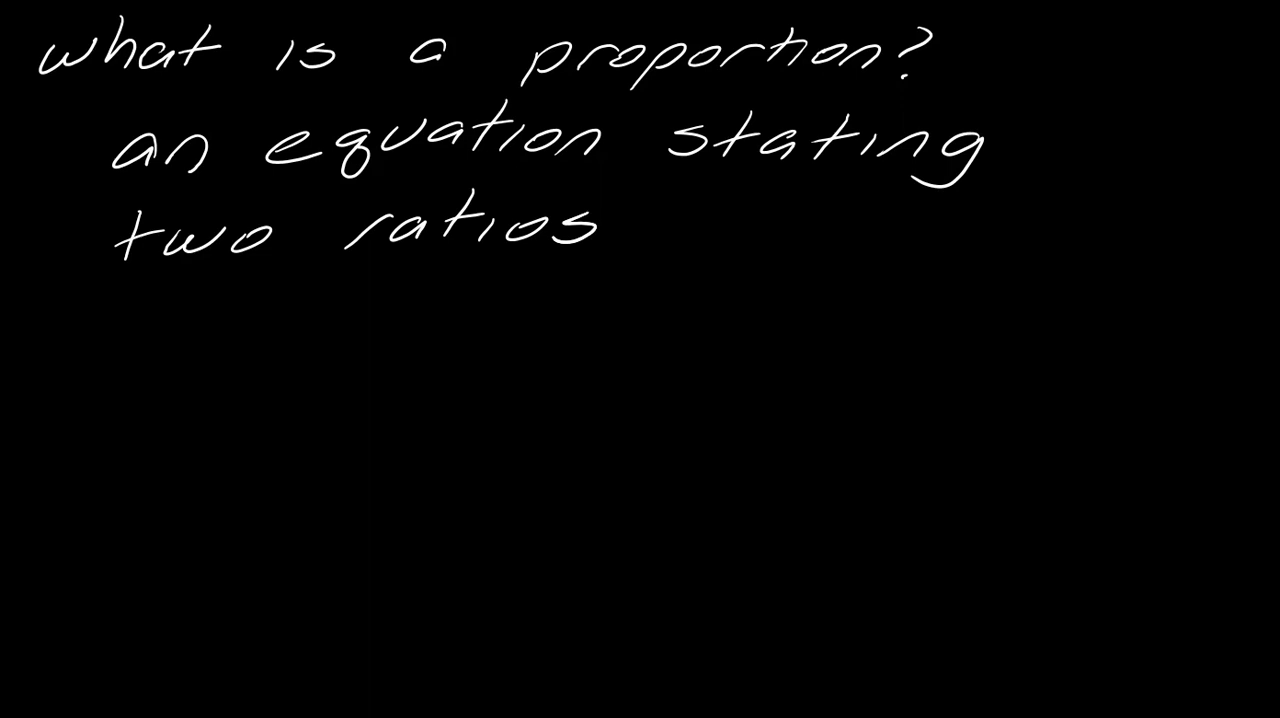 what is a proportion?
an equation stating
two ratios